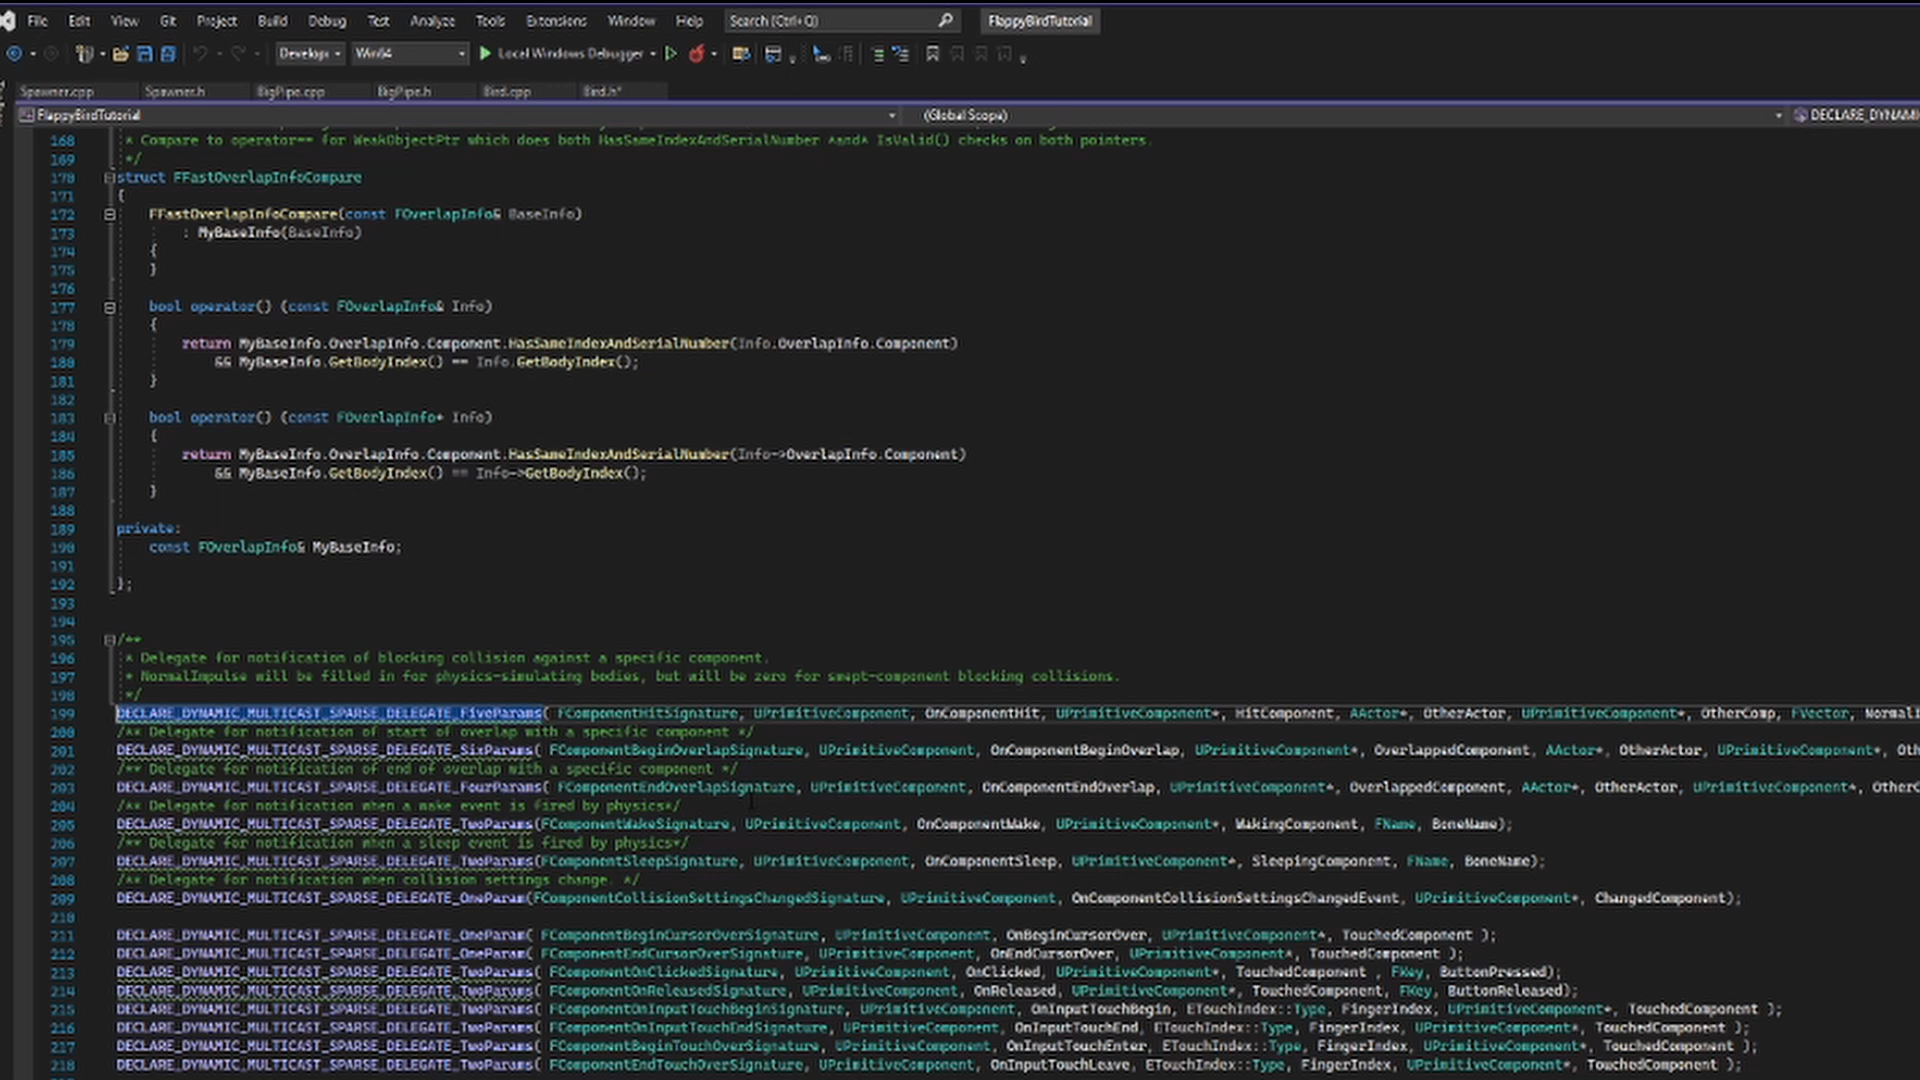 File Edit View Git Project Build Debug Test Analyze Tools Extensions Window Help Search (Ctrl+Q) FlappyBirdTutorial
Develop Win64 Local Windows Debugger
Spawner.cpp Spawner.h BigPipe.cpp BigPipe.h Bird.cpp Bird.h*
FlappyBirdTutorial (Global Scope) DECLARE_DYNAMI
168 * Compare to operator== for WeakObjectPtr which does both HasSameIndexAndSerialNumber *and* IsValid() checks on both pointers.
169 */
170 struct FFastOverlapInfoCompare
171 {
172 FFastOverlapInfoCompare(const FOverlapInfo& BaseInfo)
173 : MyBaseInfo(BaseInfo)
174 {
175 }
176
177 bool operator() (const FOverlapInfo& Info)
178 {
179 return MyBaseInfo.OverlapInfo.Component.HasSameIndexAndSerialNumber(Info.OverlapInfo.Component)
180 && MyBaseInfo.GetBodyIndex() == Info.GetBodyIndex();
181 }
182
183 bool operator() (const FOverlapInfo* Info)
184 {
185 return MyBaseInfo.OverlapInfo.Component.HasSameIndexAndSerialNumber(Info->OverlapInfo.Component)
186 && MyBaseInfo.GetBodyIndex() == Info->GetBodyIndex();
187 }
188
189 private:
190 const FOverlapInfo& MyBaseInfo;
191
192 };
193
194
195 /**
196 * Delegate for notification of blocking collision against a specific component.
197 * NormalImpulse will be filled in for physics-simulating bodies, but will be zero for swept-component blocking collisions.
198 */
199 DECLARE_DYNAMIC_MULTICAST_SPARSE_DELEGATE_FiveParams( FComponentHitSignature, UPrimitiveComponent, OnComponentHit, UPrimitiveComponent*, HitComponent, AActor*, OtherActor, UPrimitiveComponent*, OtherComp, FVector, NormalI
200 /** Delegate for notification of start of overlap with a specific component */
201 DECLARE_DYNAMIC_MULTICAST_SPARSE_DELEGATE_SixParams( FComponentBeginOverlapSignature, UPrimitiveComponent, OnComponentBeginOverlap, UPrimitiveComponent*, OverlappedComponent, AActor*, OtherActor, UPrimitiveComponent*, Oth
202 /** Delegate for notification of end of overlap with a specific component */
203 DECLARE_DYNAMIC_MULTICAST_SPARSE_DELEGATE_FourParams( FComponentEndOverlapSignature, UPrimitiveComponent, OnComponentEndOverlap, UPrimitiveComponent*, OverlappedComponent, AActor*, OtherActor, UPrimitiveComponent*, OtherC
204 /** Delegate for notification when a wake event is fired by physics*/
205 DECLARE_DYNAMIC_MULTICAST_SPARSE_DELEGATE_TwoParams(FComponentWakeSignature, UPrimitiveComponent, OnComponentWake, UPrimitiveComponent*, WakingComponent, FName, BoneName);
206 /** Delegate for notification when a sleep event is fired by physics*/
207 DECLARE_DYNAMIC_MULTICAST_SPARSE_DELEGATE_TwoParams(FComponentSleepSignature, UPrimitiveComponent, OnComponentSleep, UPrimitiveComponent*, SleepingComponent, FName, BoneName);
208 /** Delegate for notification when collision settings change. */
209 DECLARE_DYNAMIC_MULTICAST_SPARSE_DELEGATE_OneParam(FComponentCollisionSettingsChangedSignature, UPrimitiveComponent, OnComponentCollisionSettingsChangedEvent, UPrimitiveComponent*, ChangedComponent);
210
211 DECLARE_DYNAMIC_MULTICAST_SPARSE_DELEGATE_OneParam( FComponentBeginCursorOverSignature, UPrimitiveComponent, OnBeginCursorOver, UPrimitiveComponent*, TouchedComponent );
212 DECLARE_DYNAMIC_MULTICAST_SPARSE_DELEGATE_OneParam( FComponentEndCursorOverSignature, UPrimitiveComponent, OnEndCursorOver, UPrimitiveComponent*, TouchedComponent );
213 DECLARE_DYNAMIC_MULTICAST_SPARSE_DELEGATE_TwoParams( FComponentOnClickedSignature, UPrimitiveComponent, OnClicked, UPrimitiveComponent*, TouchedComponent , FKey, ButtonPressed);
214 DECLARE_DYNAMIC_MULTICAST_SPARSE_DELEGATE_TwoParams( FComponentOnReleasedSignature, UPrimitiveComponent, OnReleased, UPrimitiveComponent*, TouchedComponent, FKey, ButtonReleased);
215 DECLARE_DYNAMIC_MULTICAST_SPARSE_DELEGATE_TwoParams( FComponentOnInputTouchBeginSignature, UPrimitiveComponent, OnInputTouchBegin, ETouchIndex::Type, FingerIndex, UPrimitiveComponent*, TouchedComponent );
216 DECLARE_DYNAMIC_MULTICAST_SPARSE_DELEGATE_TwoParams( FComponentOnInputTouchEndSignature, UPrimitiveComponent, OnInputTouchEnd, ETouchIndex::Type, FingerIndex, UPrimitiveComponent*, TouchedComponent );
217 DECLARE_DYNAMIC_MULTICAST_SPARSE_DELEGATE_TwoParams( FComponentBeginTouchOverSignature, UPrimitiveComponent, OnInputTouchEnter, ETouchIndex::Type, FingerIndex, UPrimitiveComponent*, TouchedComponent );
218 DECLARE_DYNAMIC_MULTICAST_SPARSE_DELEGATE_TwoParams( FComponentEndTouchOverSignature, UPrimitiveComponent, OnInputTouchLeave, ETouchIndex::Type, FingerIndex, UPrimitiveComponent*, TouchedComponent );